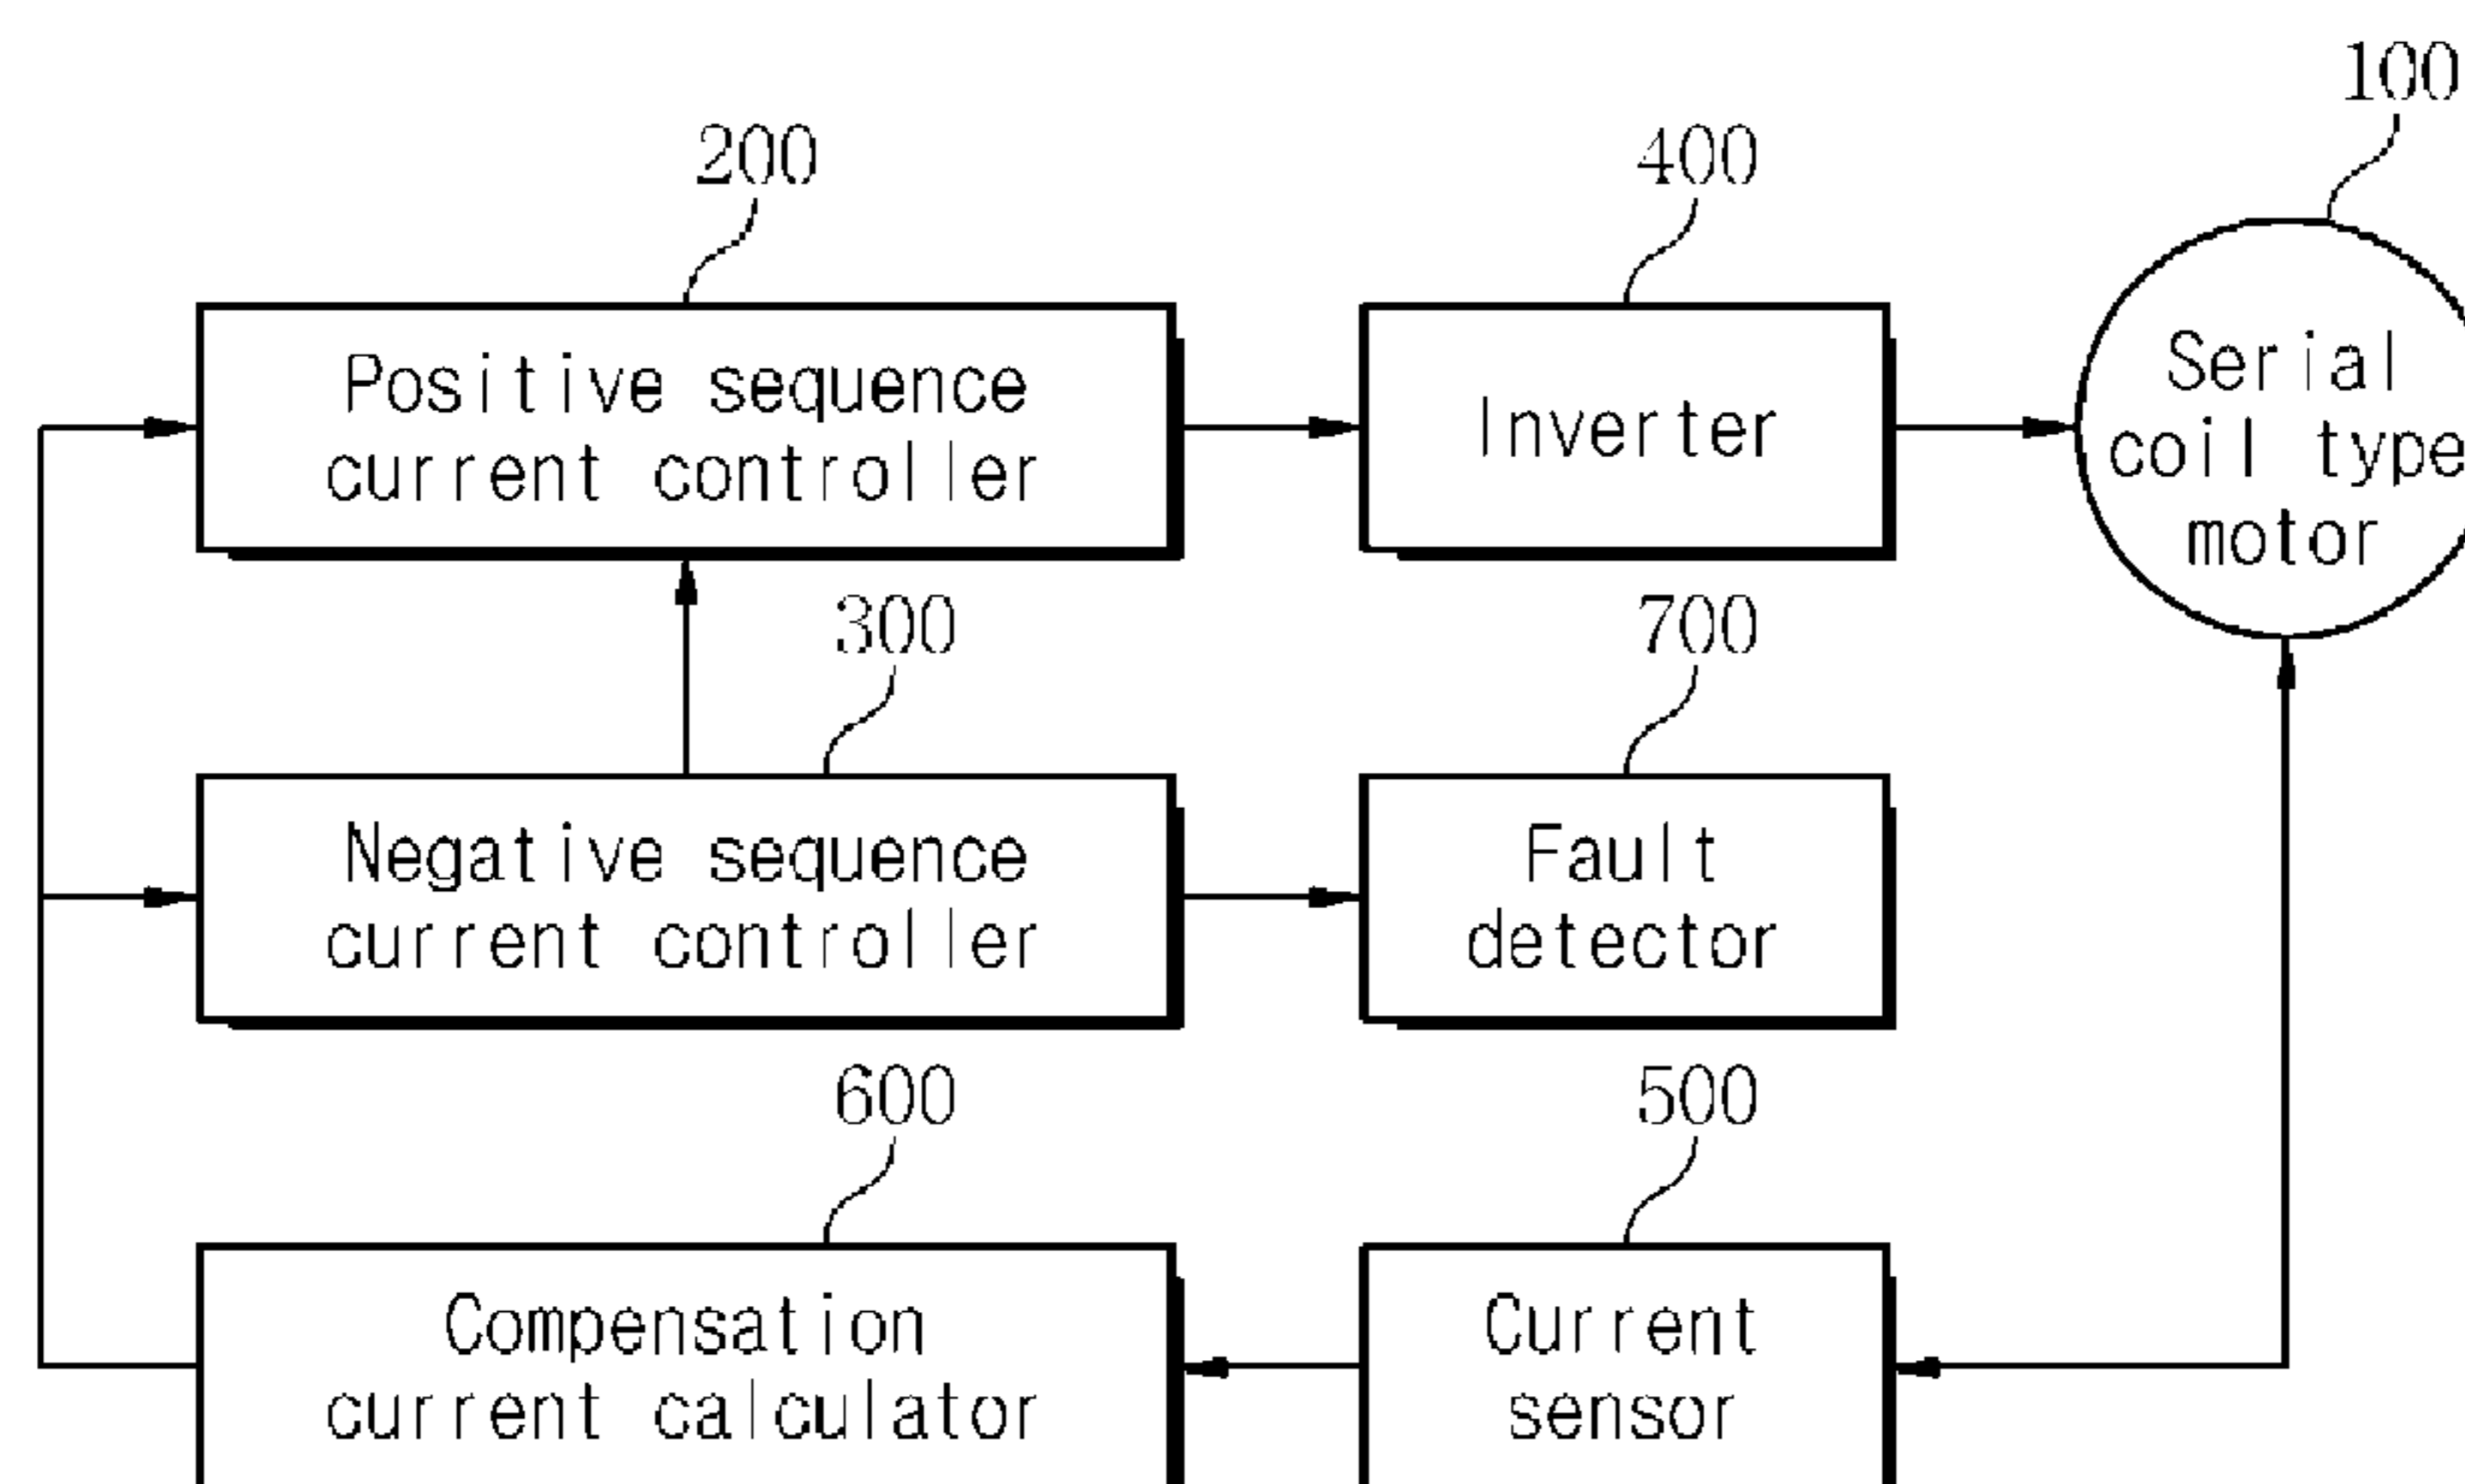 100
200
400
Positive sequence
current controller
Inverter
Serial
coil type
motor
300
700
Negative sequence
current controller
Fault
detector
600
500
Compensation
current calculator
Current
sensor